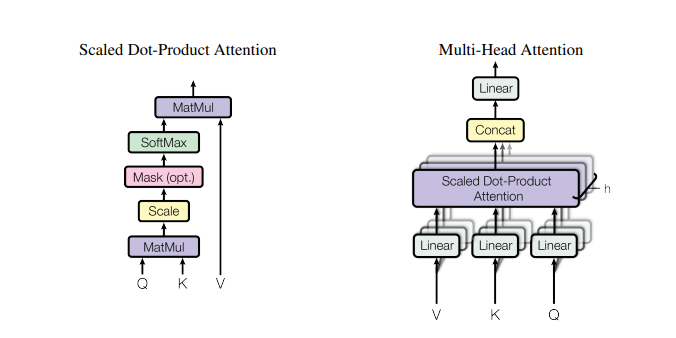 Scaled Dot-Product Attention
MatMul
SoftMax
Mask (opt.)
Scale
MatMul
Q K V
Multi-Head Attention
Linear
Concat
Scaled Dot-Product
Attention
h
Linear Linear Linear
V K Q